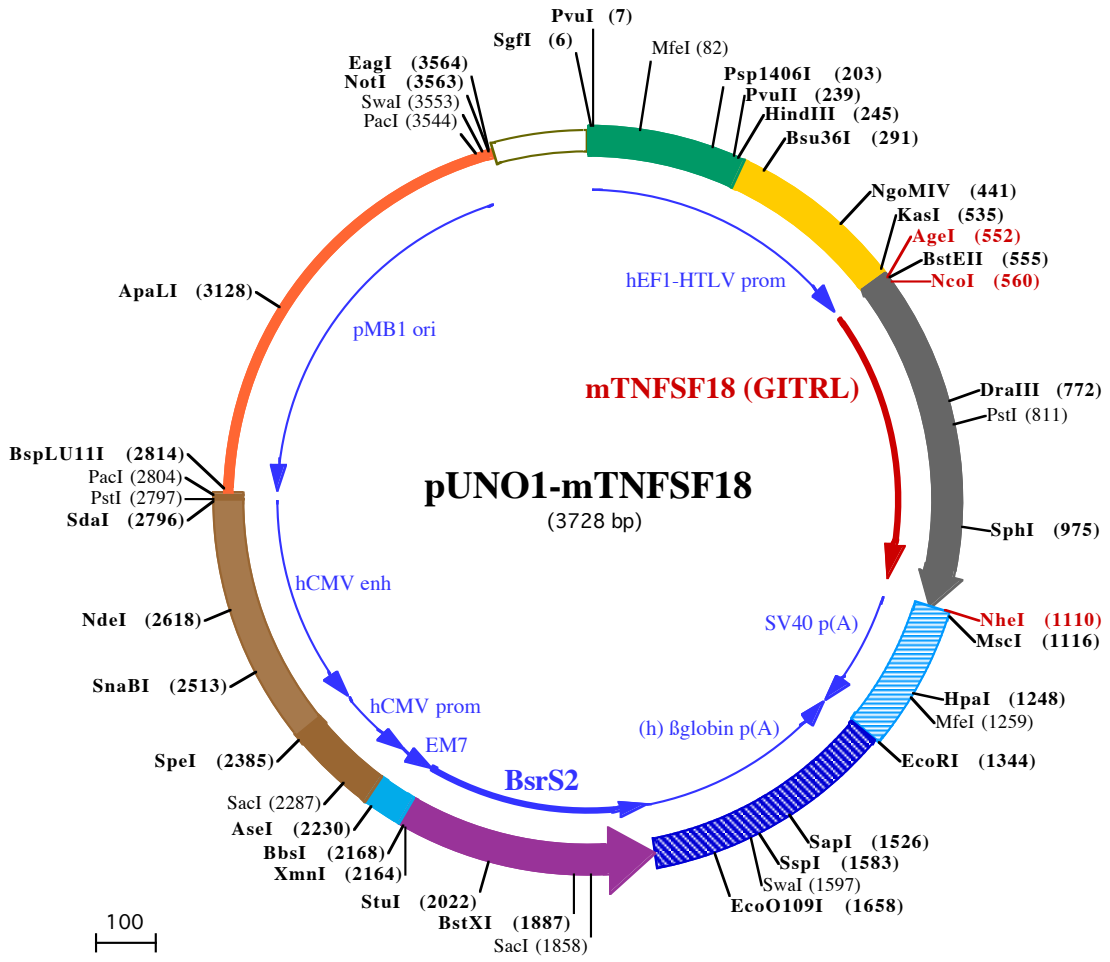 PvuI (7)
SgfI (6)
MfeI (82)
EagI (3564)
NotI (3563)
SwaI (3553)
PacI (3544)
Psp1406I (203)
PvuII (239)
HindIII (245)
Bsu36I (291)
NgoMIV (441)
KasI (535)
AgeI (552)
BstEII (555)
NcoI (560)
hEF1-HTLV prom
ApaLI (3128)
pMB1 ori
mTNFSF18 (GITRL)
DraIII (772)
PstI (811)
BspLU11I (2814)
PacI (2804)
PstI (2797)
SdaI (2796)
pUNO1-mTNFSF18
(3728 bp)
SphI (975)
hCMV enh
NdeI (2618)
SV40 p(A)
NheI (1110)
MscI (1116)
SnaBI (2513)
hCMV prom
HpaI (1248)
MfeI (1259)
(h) ßglobin p(A)
EM7
SpeI (2385)
EcoRI (1344)
BsrS2
SacI (2287)
AseI (2230)
BbsI (2168)
XmnI (2164)
SapI (1526)
SspI (1583)
SwaI (1597)
EcoO109I (1658)
StuI (2022)
BstXI (1887)
SacI (1858)
100